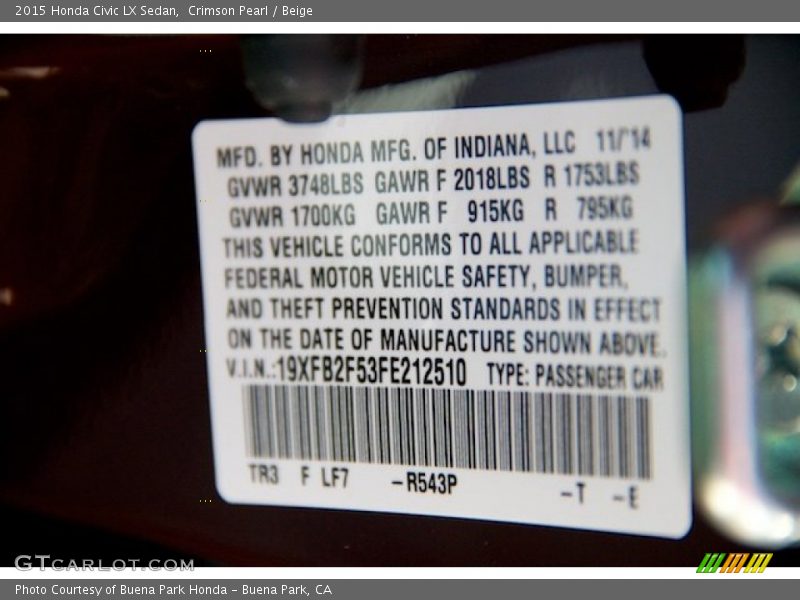 2015 Honda Civic LX Sedan,  Crimson Pearl / Beige
MFD. BY HONDA MFG. OF INDIANA, LLC 11/'14
GVWR 3748LBS GAWR F 2018LBS R 1753LBS
GVWR 1700KG GAWR F 915KG R 795KG
THIS VEHICLE CONFORMS TO ALL APPLICABLE
FEDERAL MOTOR VEHICLE SAFETY, BUMPER,
AND THEFT PREVENTION STANDARDS IN EFFECT
ON THE DATE OF MANUFACTURE SHOWN ABOVE.
V.I.N.:19XFB2F53FE212510 TYPE: PASSENGER CAR
TR3 F LF7 -R543P -T -E
GTCARLOT.COM
Photo Courtesy of Buena Park Honda - Buena Park, CA